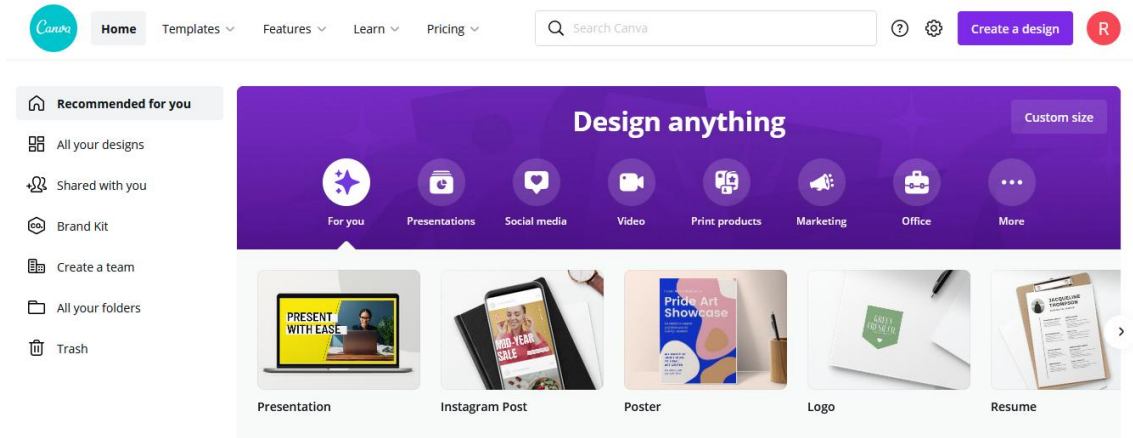 Canva
Home
Templates
Features
Learn
Pricing
Search Canva
Create a design
R
Recommended for you
All your designs
Shared with you
Brand Kit
Create a team
All your folders
Trash
Design anything
Custom size
For you
Presentations
Social media
Video
Print products
Marketing
Office
More
PRESENT
WITH EASE
MID-YEAR
SALE
Pride Art
Showcase
JACQUELINE
THOMPSON
Presentation
Instagram Post
Poster
Logo
Resume